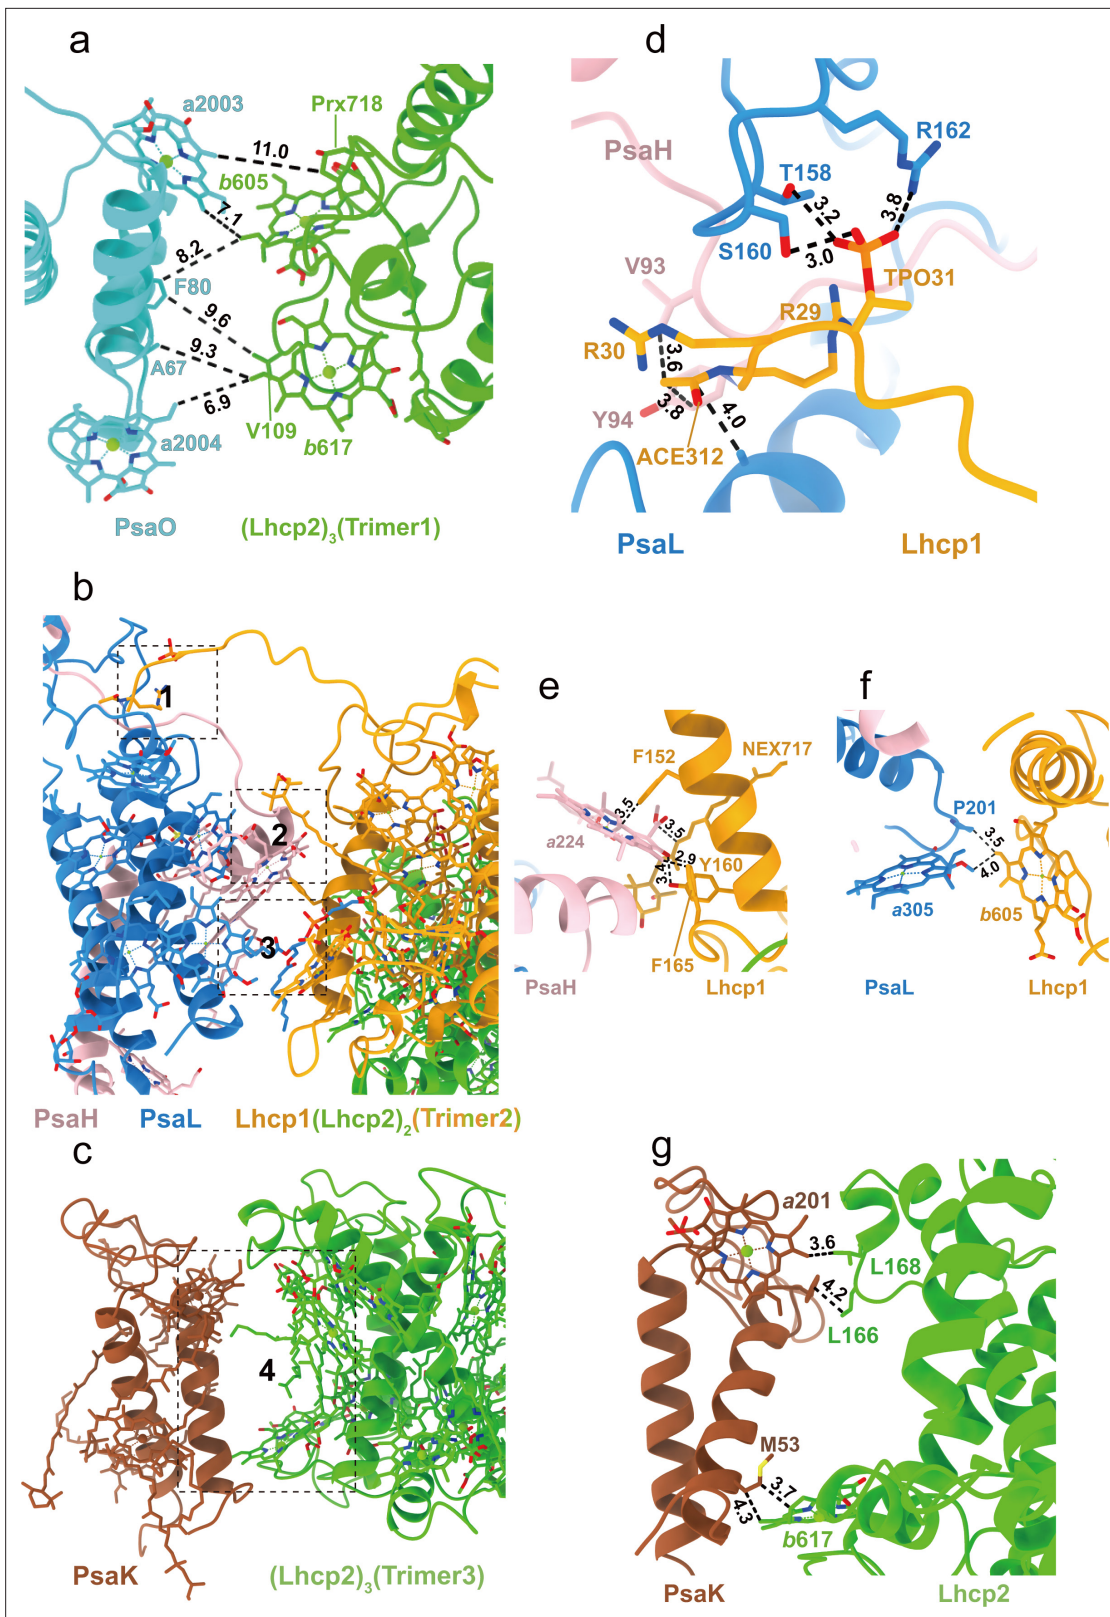 a
a2003
Prx718
11.0
b605
7.1
8.2
F80
9.6
9.3
A67
6.9
V109
a2004
b617
PsaO
(Lhcp2)3(Trimer1)
d
R162
PsaH
T158
3.2
3.8
S160
3.0
V93
TPO31
R29
R30
3.6
3.8
4.0
Y94
ACE312
PsaL
Lhcp1
b
1
2
3
PsaH
PsaL
Lhcp1(Lhcp2)2(Trimer2)
e
F152
NEX717
3.5
3.5
a224
2.9
Y160
F165
PsaH
Lhcp1
f
P201
3.5
4.0
a305
b605
PsaL
Lhcp1
c
4
PsaK
(Lhcp2)3(Trimer3)
g
a201
3.6
L168
4.2
L166
M53
3.7
4.3
b617
PsaK
Lhcp2